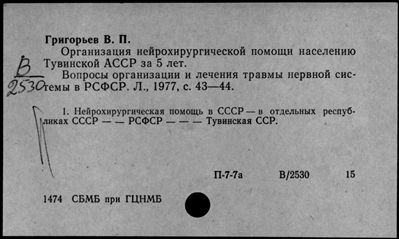 Григорьев В. П.
Организация нейрохирургической помощи населению
Тувинской АССР за 5 лет.
В
2530
Вопросы организации и лечения травмы нервной сис-
темы в РСФСР. Л., 1977, с. 43—44.
1. Нейрохирургическая помощь в СССР — в отдельных респуб-
ликах СССР — — РСФСР — — — Тувинская ССР.
П-7-7а В/2530 15
1474 СБМБ при ГЦНМБ